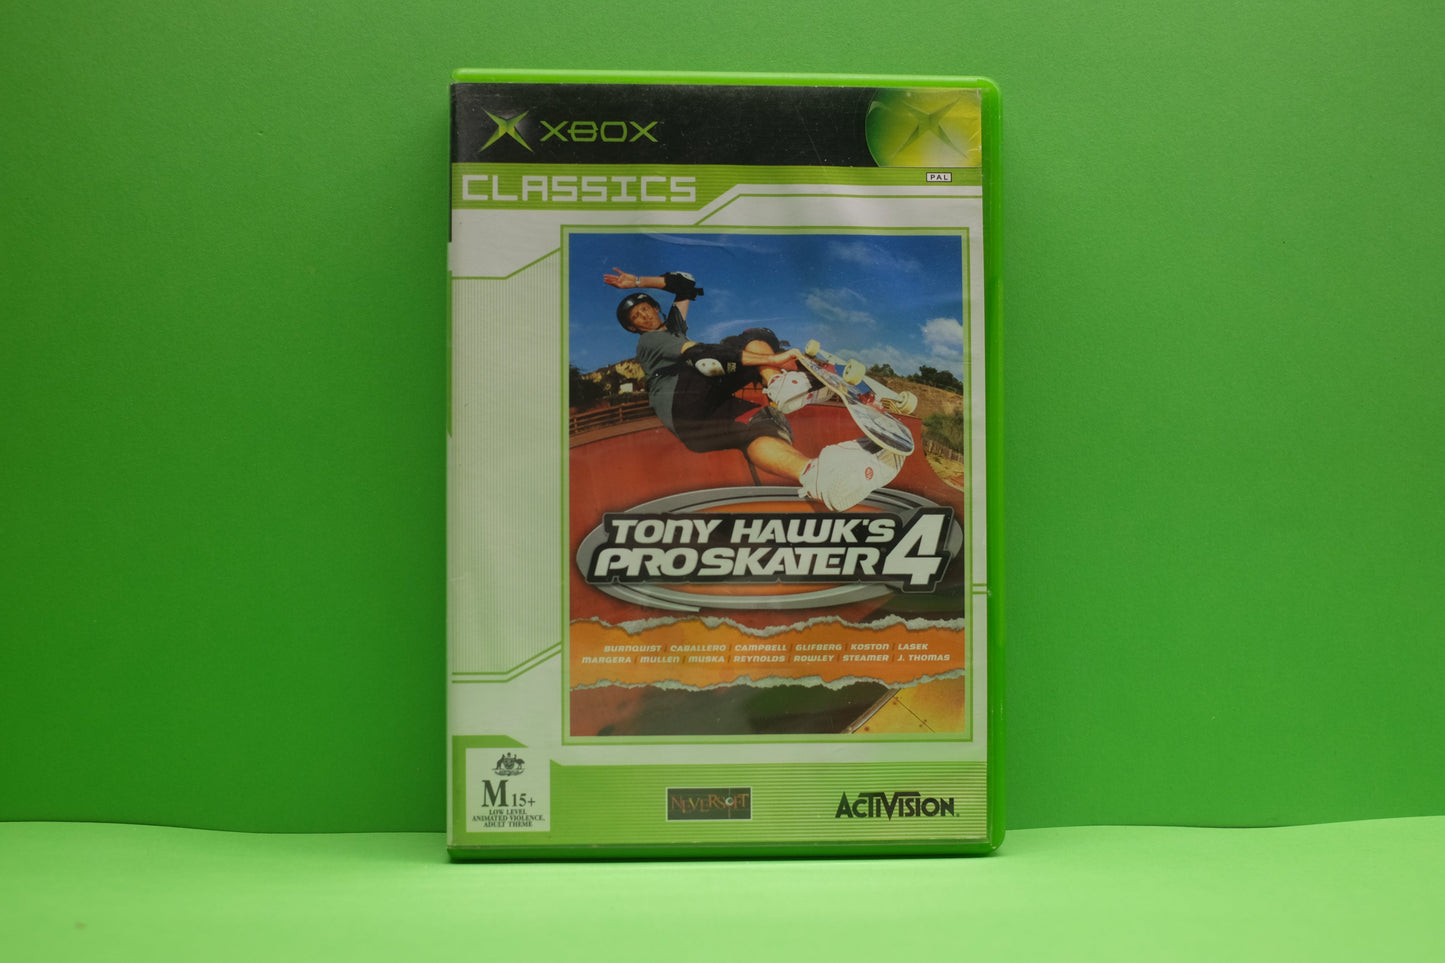 XBOX
CLASSICS
PAL
TONY HAWK'S
PROSKATER 4
BURNQUIST | CABALLERO | CAMPBELL | GLIFBERG | KOSTON | LASEK
MARGERA | MULLEN | MUSKA | REYNOLDS | ROWLEY | STEAMER | J. THOMAS
M 15+
LOW LEVEL
ANIMATED VIOLENCE,
ADULT THEME
NEVERSOFT
ACTIVISION